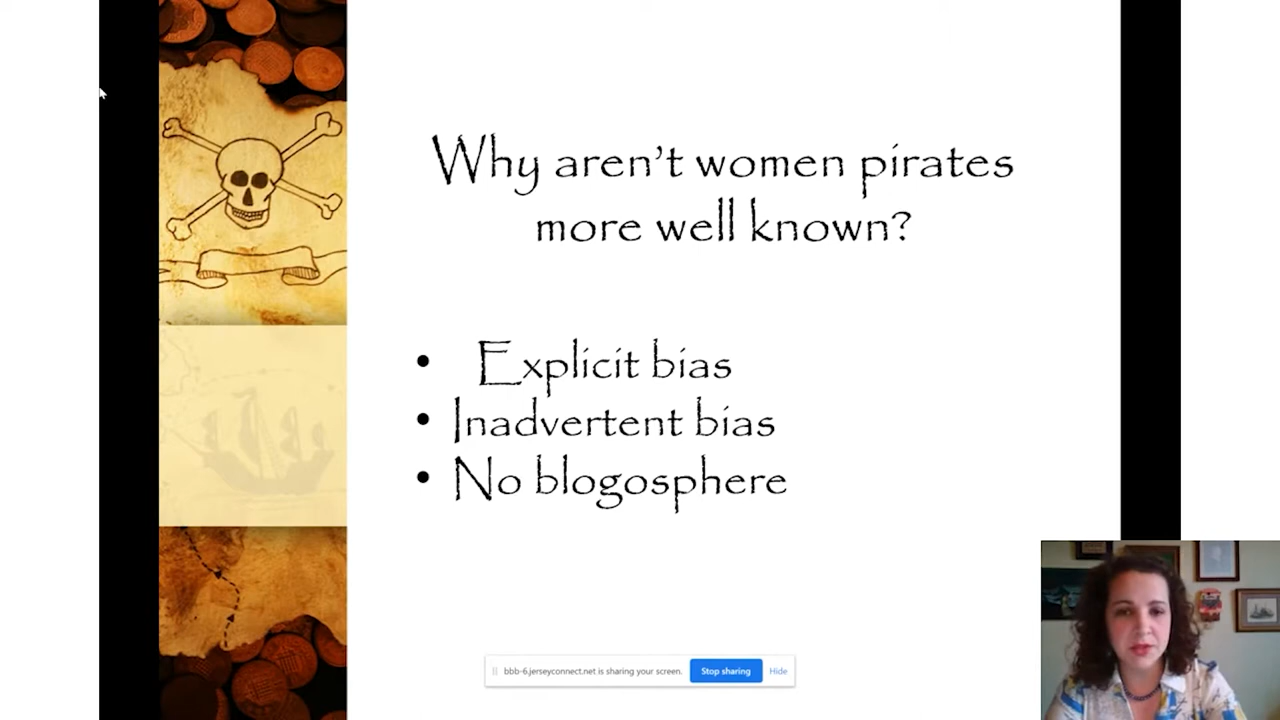 Why aren't women pirates
more well known?
• Explicit bias
• Inadvertent bias
• No blogosphere
bbb-6.jerseyconnect.net is sharing your screen. Stop sharing Hide